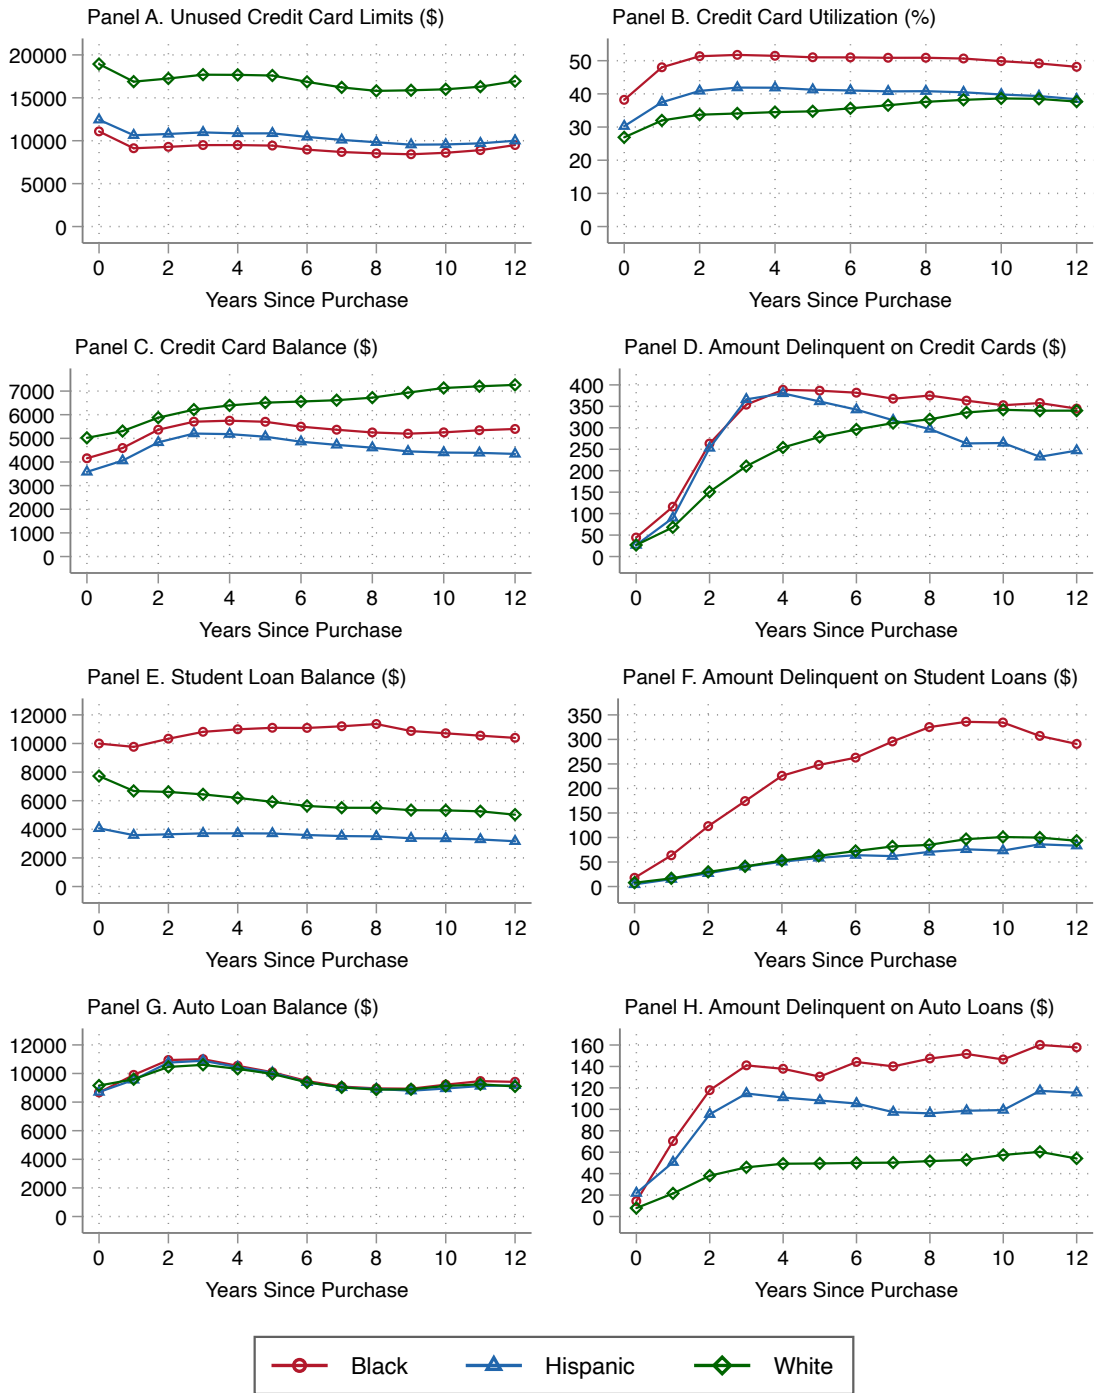 Panel A. Unused Credit Card Limits ($)
20000
15000
10000
5000
0
0 2 4 6 8 10 12
Years Since Purchase
Panel B. Credit Card Utilization (%)
50
40
30
20
10
0
0 2 4 6 8 10 12
Years Since Purchase
Panel C. Credit Card Balance ($)
7000
6000
5000
4000
3000
2000
1000
0
0 2 4 6 8 10 12
Years Since Purchase
Panel D. Amount Delinquent on Credit Cards ($)
400
350
300
250
200
150
100
50
0
0 2 4 6 8 10 12
Years Since Purchase
Panel E. Student Loan Balance ($)
12000
10000
8000
6000
4000
2000
0
0 2 4 6 8 10 12
Years Since Purchase
Panel F. Amount Delinquent on Student Loans ($)
350
300
250
200
150
100
50
0
0 2 4 6 8 10 12
Years Since Purchase
Panel G. Auto Loan Balance ($)
12000
10000
8000
6000
4000
2000
0
0 2 4 6 8 10 12
Years Since Purchase
Panel H. Amount Delinquent on Auto Loans ($)
160
140
120
100
80
60
40
20
0
0 2 4 6 8 10 12
Years Since Purchase
Black Hispanic White